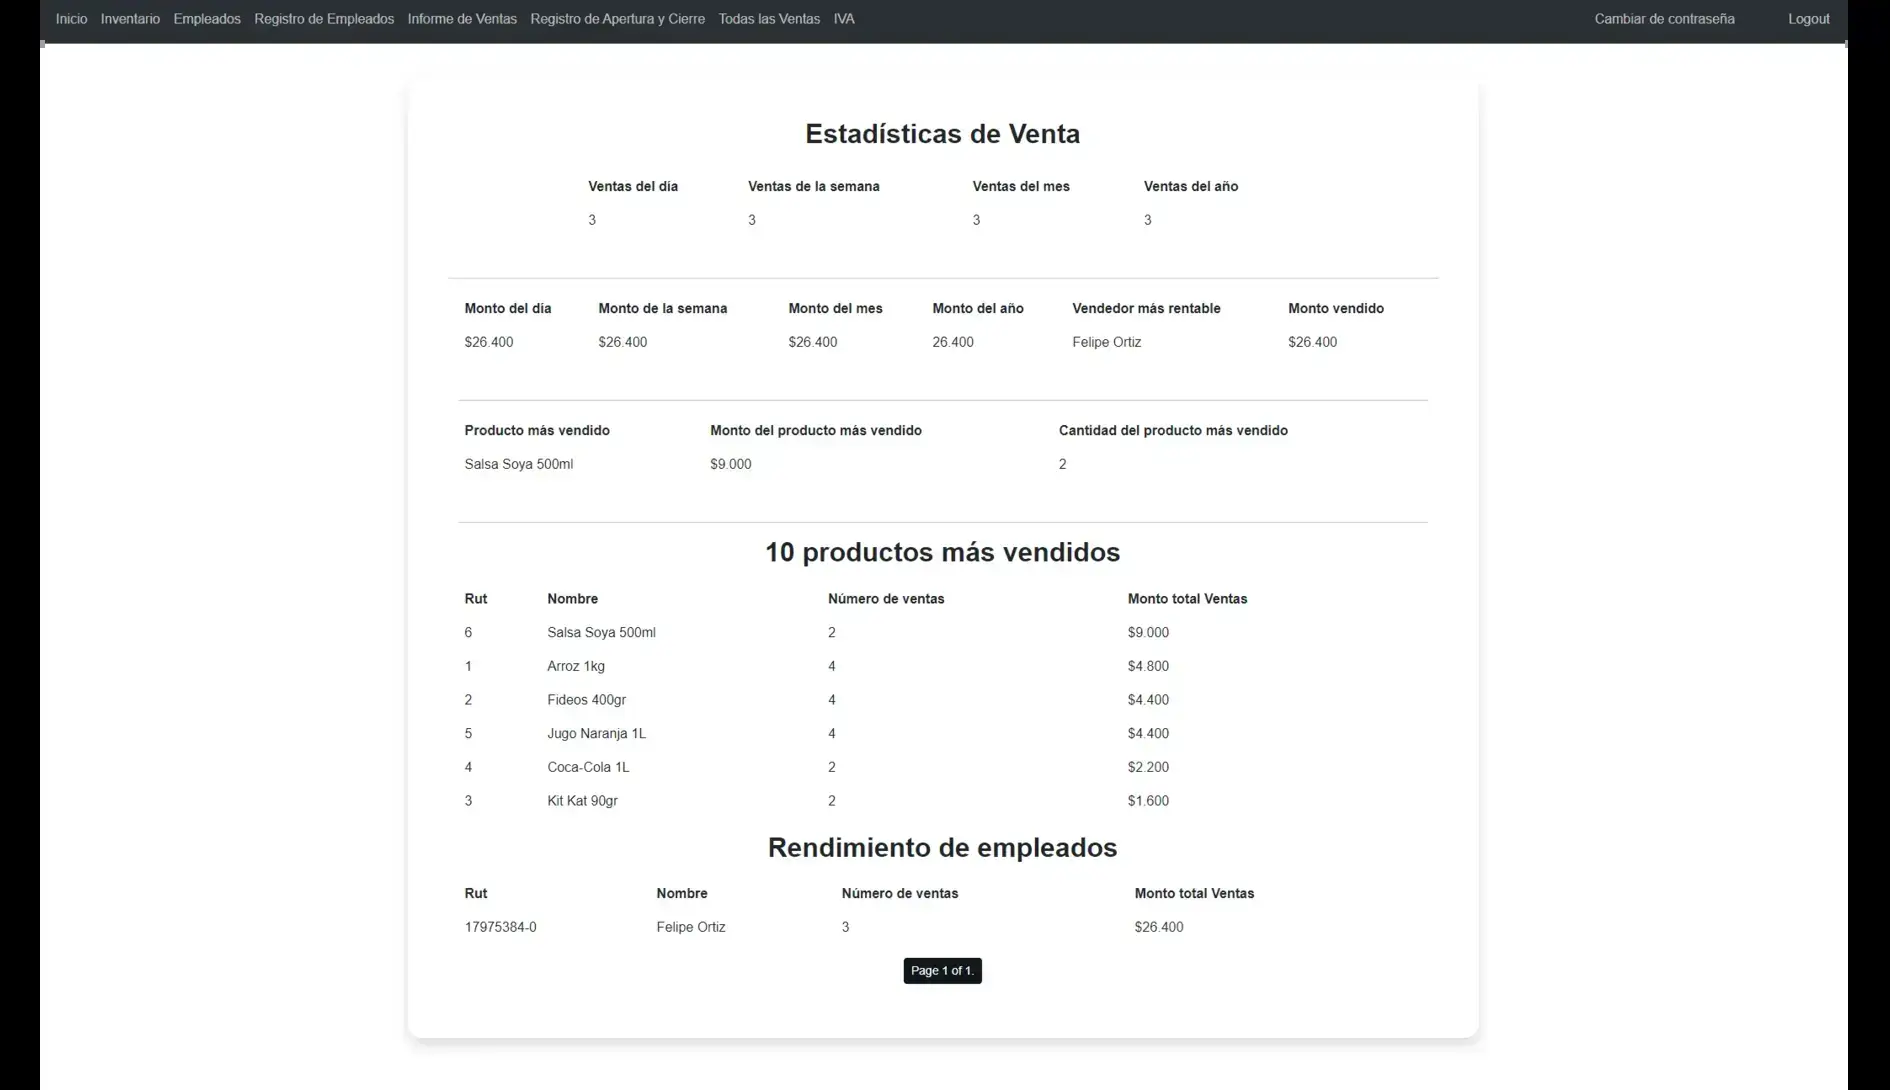 Inicio Inventario Empleados Registro de Empleados Informe de Ventas Registro de Apertura y Cierre Todas las Ventas IVA Cambiar de contraseña Logout
Estadísticas de Venta
Ventas del día Ventas de la semana Ventas del mes Ventas del año
3 3 3 3
Monto del día Monto de la semana Monto del mes Monto del año Vendedor más rentable Monto vendido
$26.400 $26.400 $26.400 26.400 Felipe Ortiz $26.400
Producto más vendido Monto del producto más vendido Cantidad del producto más vendido
Salsa Soya 500ml $9.000 2
10 productos más vendidos
Rut Nombre Número de ventas Monto total Ventas
6 Salsa Soya 500ml 2 $9.000
1 Arroz 1kg 4 $4.800
2 Fideos 400gr 4 $4.400
5 Jugo Naranja 1L 4 $4.400
4 Coca-Cola 1L 2 $2.200
3 Kit Kat 90gr 2 $1.600
Rendimiento de empleados
Rut Nombre Número de ventas Monto total Ventas
17975384-0 Felipe Ortiz 3 $26.400
Page 1 of 1.